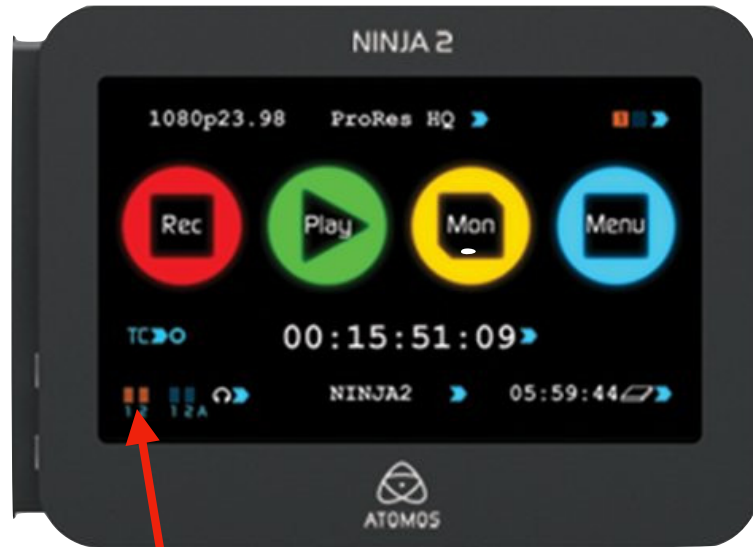 NINJA 2
1080p23.98 ProRes HQ 1
Rec Play Mon Menu
TC 00:15:51:09
1 2 1 2 A NINJA2 05:59:44
ATOMOS